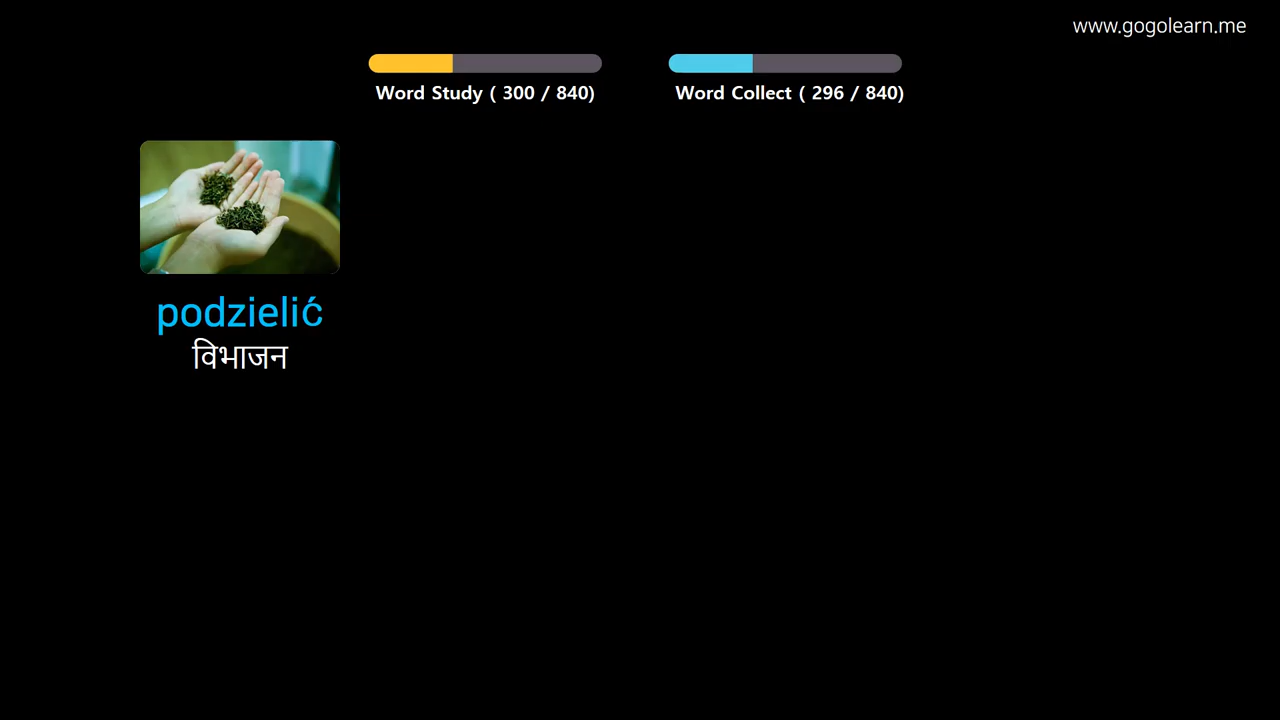 www.gogolearn.me
Word Study ( 300 / 840)
Word Collect ( 296 / 840)
podzielić
विभाजन